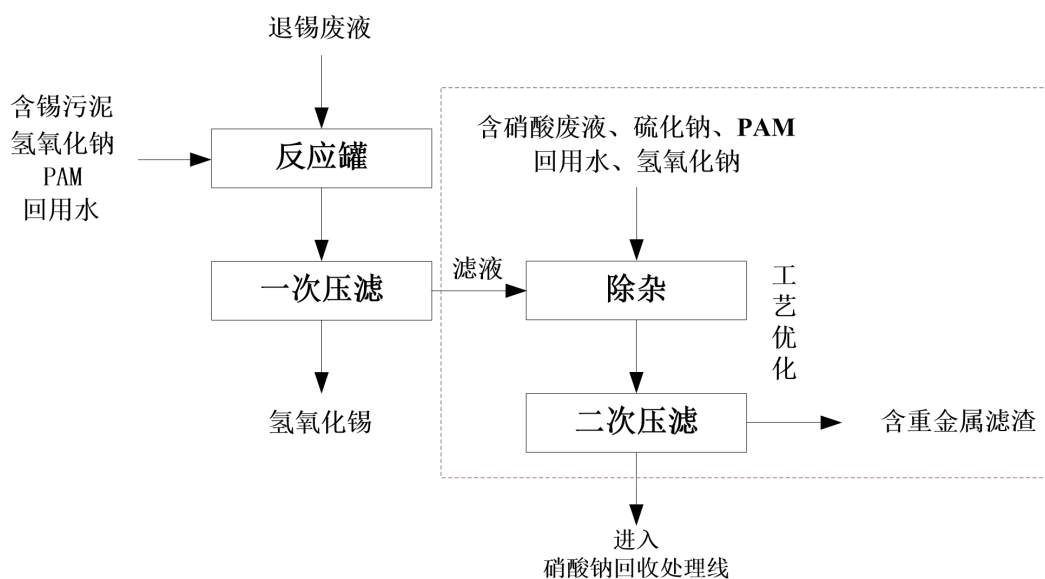 退锡废液
含锡污泥
氢氧化钠
PAM
回用水
反应罐
含硝酸废液、硫化钠、PAM
回用水、氢氧化钠
一次压滤
滤液
除杂
工艺优化
氢氧化锡
二次压滤
含重金属滤渣
进入
硝酸钠回收处理线